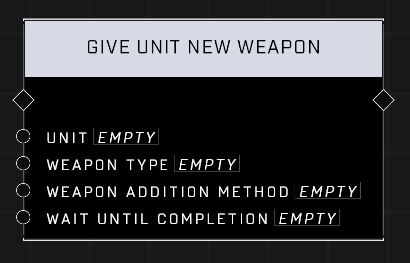 GIVE UNIT NEW WEAPON
UNIT EMPTY
WEAPON TYPE EMPTY
WEAPON ADDITION METHOD EMPTY
WAIT UNTIL COMPLETION EMPTY